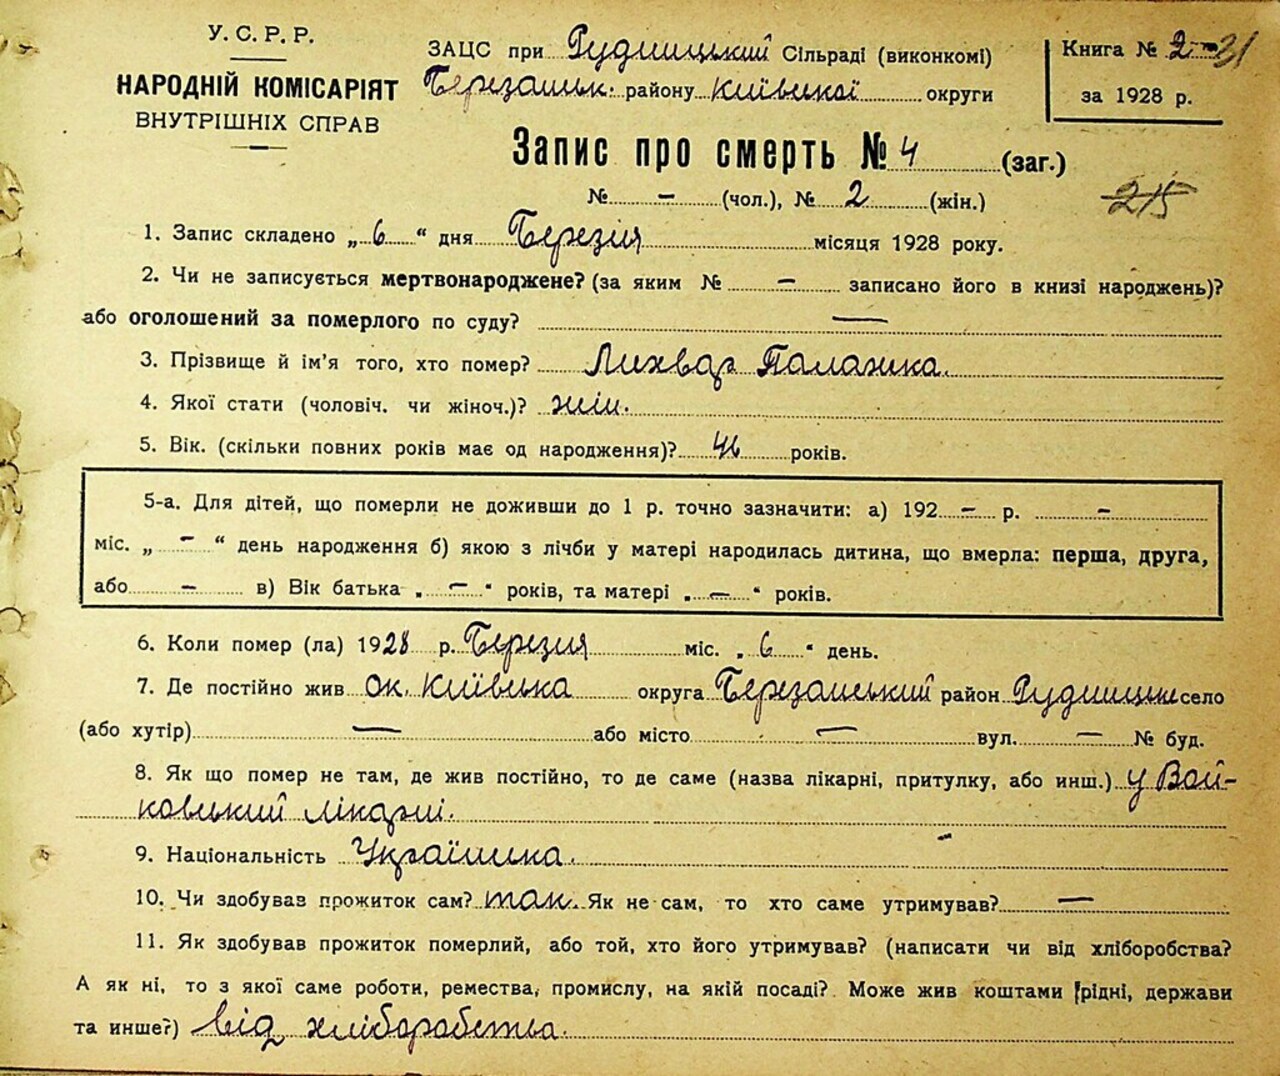 У. С. Р. Р.
НАРОДНІЙ КОМІСАРІЯТ
ВНУТРІШНІХ СПРАВ
ЗАЦС при Рудницький Сільраді (виконкомі)
Березанськ. району Київської округи
Книга № 2 31
за 1928 р.
Запис про смерть № 4 (заг.)
№ – (чол.), № 2 (жін.)
215
1. Запис складено „ 6 “ дня Березня місяця 1928 року.
2. Чи не записується мертвонароджене? (за яким № – записано його в книзі народжень)?
або оголошений за померлого по суду? —
3. Прізвище й ім'я того, хто помер? Лихвар Палажка.
4. Якої стати (чоловіч. чи жіноч.)? жін.
5. Вік. (скільки повних років має од народження)? 46 років.
5-а. Для дітей, що померли не доживши до 1 р. точно зазначити: а) 192 – р. –
міс. „ – “ день народження б) якою з лічби у матері народилась дитина, що вмерла: перша, друга,
або – в) Вік батька „ – “ років, та матері „ – “ років.
6. Коли помер (ла) 1928 р. Березня міс. „ 6 “ день.
7. Де постійно жив ок. Київська округа Березанський район Рудницьке село
(або хутір) — або місто — вул. — № буд.
8. Як що помер не там, де жив постійно, то де саме (назва лікарні, притулку, або инш.) у Вой-
ковицкий лікарні.
9. Національність Українка.
10. Чи здобував прожиток сам? так. Як не сам, то хто саме утримував? —
11. Як здобував прожиток померлий, або той, хто його утримував? (написати чи від хліборобства?
А як ні, то з якої саме роботи, ремества, промислу, на якій посаді? Може жив коштами рідні, держави
та инше?) від хліборобства.